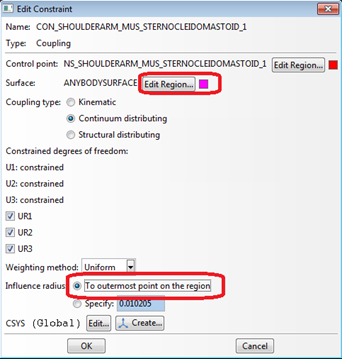 Edit Constraint
Name: CON_SHOULDERARM_MUS_STERNOCLEIDOMASTOID_1
Type: Coupling
Control point: NS_SHOULDERARM_MUS_STERNOCLEIDOMASTOID_1 Edit Region...
Surface: ANYBODYSURFACE Edit Region...
Coupling type: Kinematic
Continuum distributing
Structural distributing
Constrained degrees of freedom:
U1: constrained
U2: constrained
U3: constrained
UR1
UR2
UR3
Weighting method: Uniform
Influence radius: To outermost point on the region
Specify: 0.010205
CSYS (Global) Edit... Create...
OK Cancel